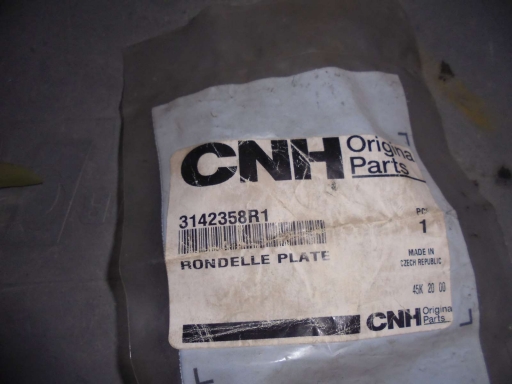 CNH Original Parts
3142358R1
1
RONDELLE PLATE
MADE IN
CZECH REPUBLIC
45K 20 00
CNH Original Parts